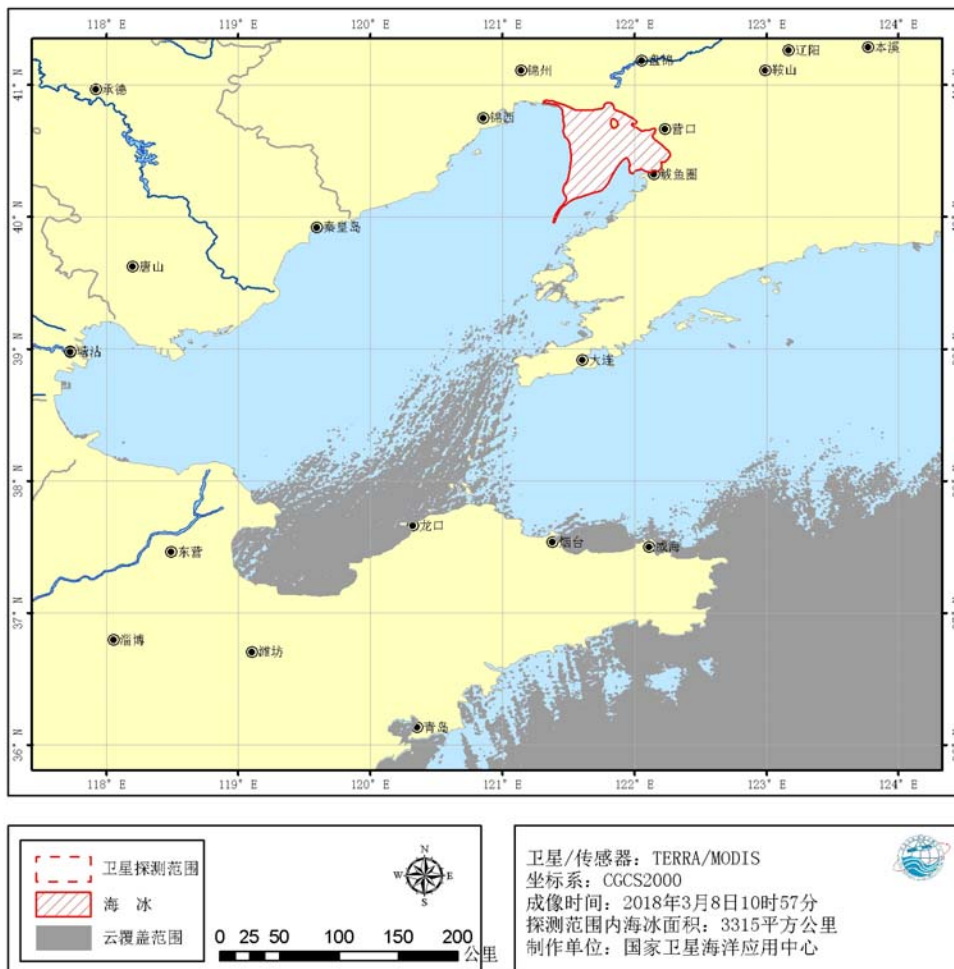 118° E 119° E 120° E 121° E 122° E 123° E 124° E
盘锦
辽阳
本溪
锦州
鞍山
41° N
承德
锦西
营口
鲅鱼圈
40° N
秦皇岛
唐山
39° N
塘沽
大连
38° N
龙口
烟台
威海
东营
37° N
淄博
潍坊
青岛
36° N
118° E 119° E 120° E 121° E 122° E 123° E 124° E
卫星探测范围
海 冰
云覆盖范围
N
W E
S
0 25 50 100 150 200
公里
卫星/传感器：TERRA/MODIS
坐标系：CGCS2000
成像时间：2018年3月8日10时57分
探测范围内海冰面积：3315平方公里
制作单位：国家卫星海洋应用中心